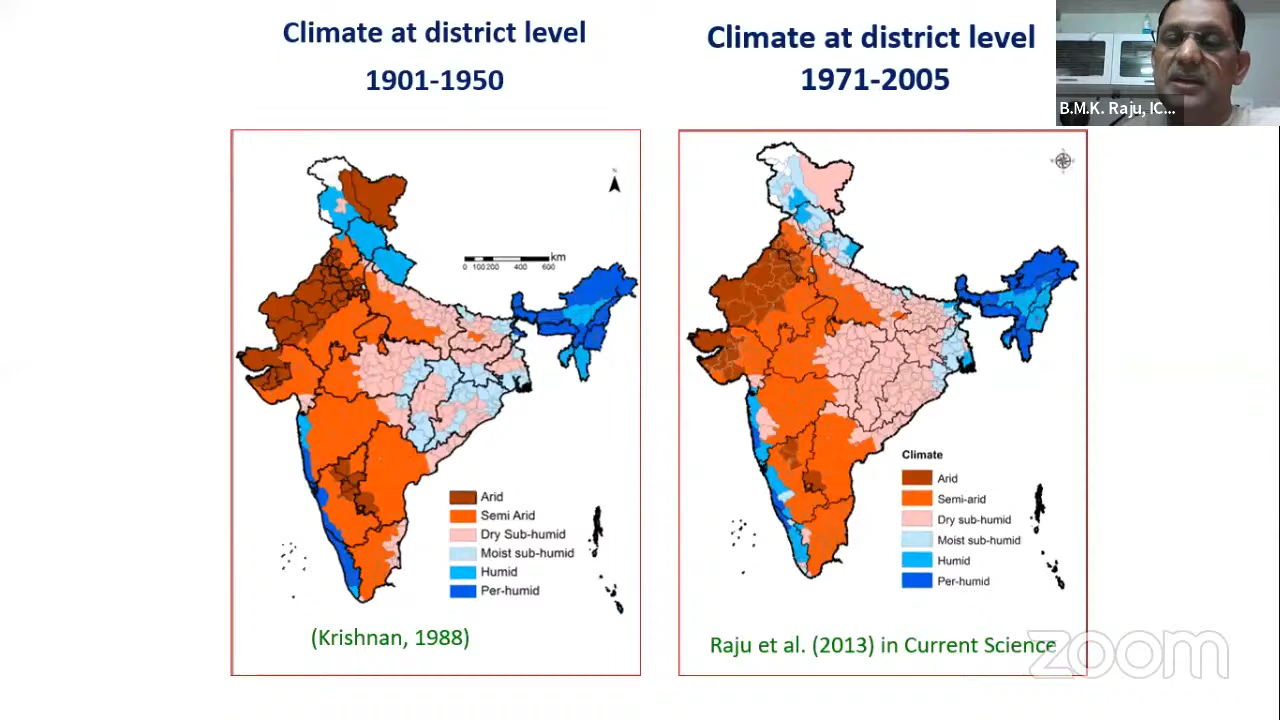 Climate at district level
1901-1950
Climate at district level
1971-2005
B.M.K. Raju, IC...
N
km
0 100 200 400 600
Arid
Semi Arid
Dry Sub-humid
Moist sub-humid
Humid
Per-humid
(Krishnan, 1988)
Climate
Arid
Semi-arid
Dry sub-humid
Moist sub-humid
Humid
Per-humid
Raju et al. (2013) in Current Science
zoom